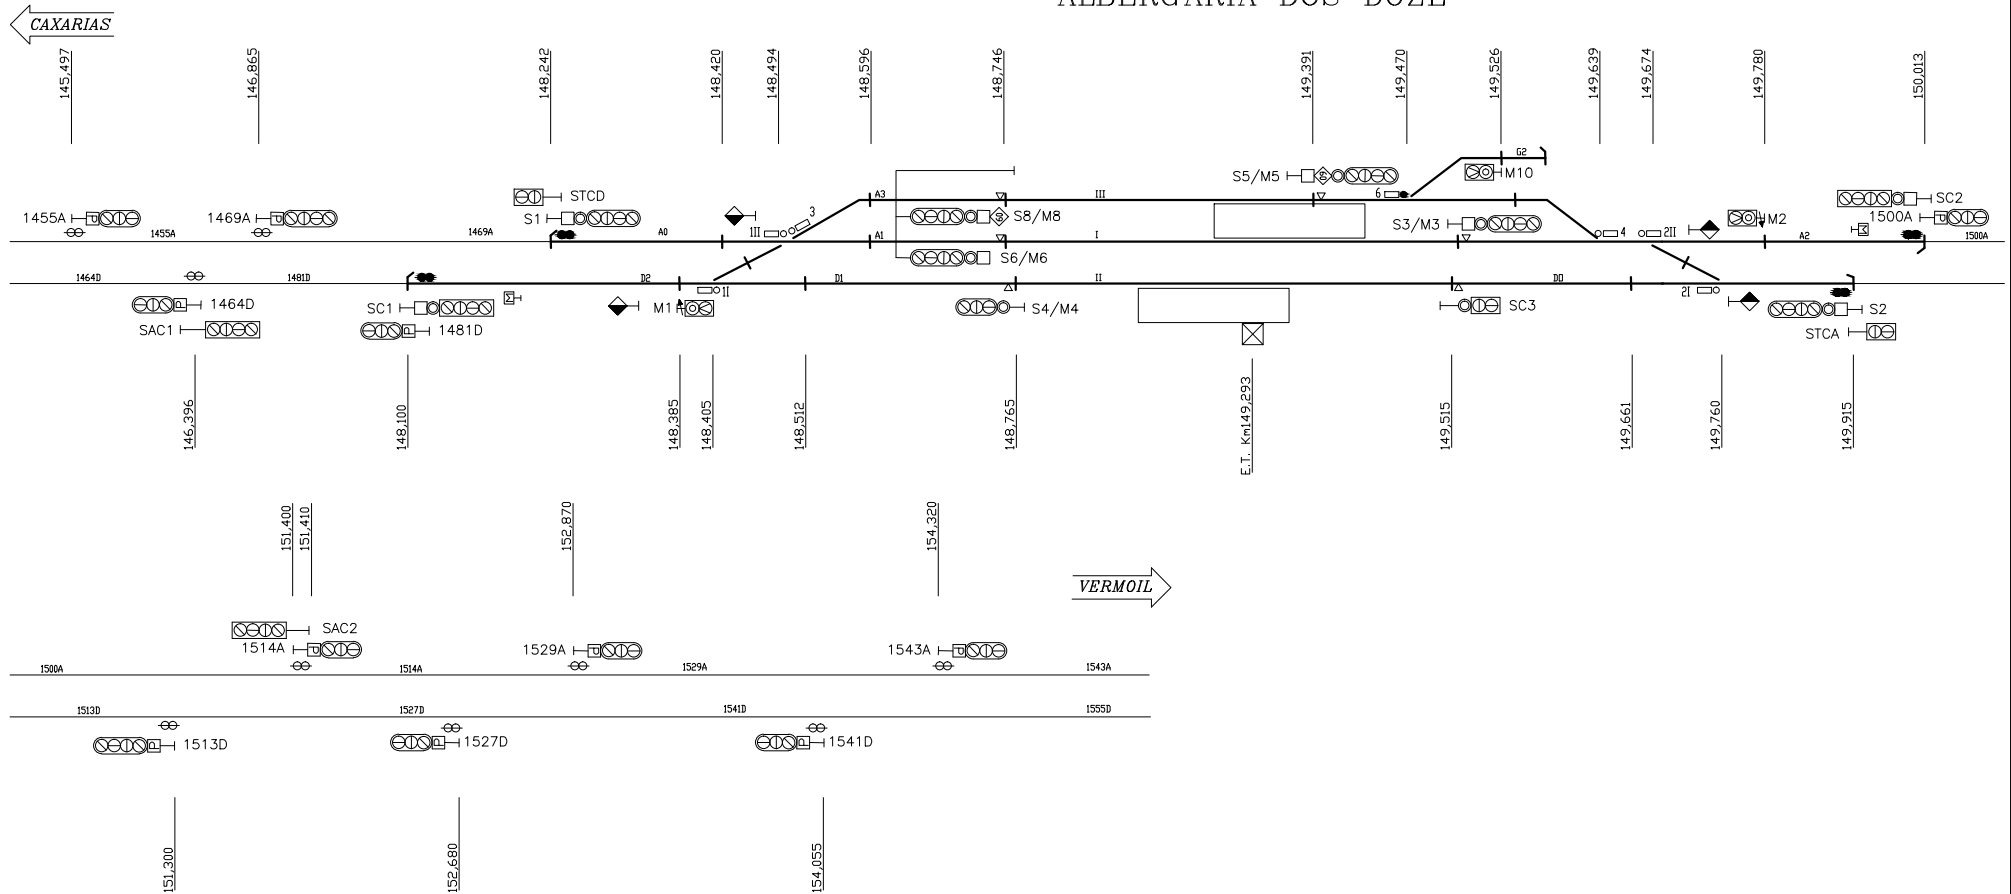 ALBERGARIA DOS DOZE
CAXARIAS
145,497
146,865
148,242
148,420
148,494
148,596
148,746
149,391
149,470
149,526
149,639
149,674
149,780
150,013
G2
STCD
A3
III
S5/M5
6
M10
SC2
1455A
P
1469A
P
S1
3
S8/M8
S3/M3
4
M2
1500A
P
1455A
1469A
A0
1II
A1
I
2II
A2
M
1500A
S6/M6
1464D
1481D
D2
D1
II
D0
1464D
P
SC1
M
M1
1I
S4/M4
SC3
2I
S2
SAC1
1481D
P
STCA
146,396
148,100
148,385
148,405
148,512
148,765
E.T. Km149,293
149,515
149,661
149,760
149,915
151,400
151,410
152,870
154,320
VERMOIL
SAC2
1514A
P
1529A
P
1543A
P
1500A
1514A
1529A
1543A
1513D
1527D
1541D
1555D
P
1513D
P
1527D
P
1541D
151,300
152,680
154,055